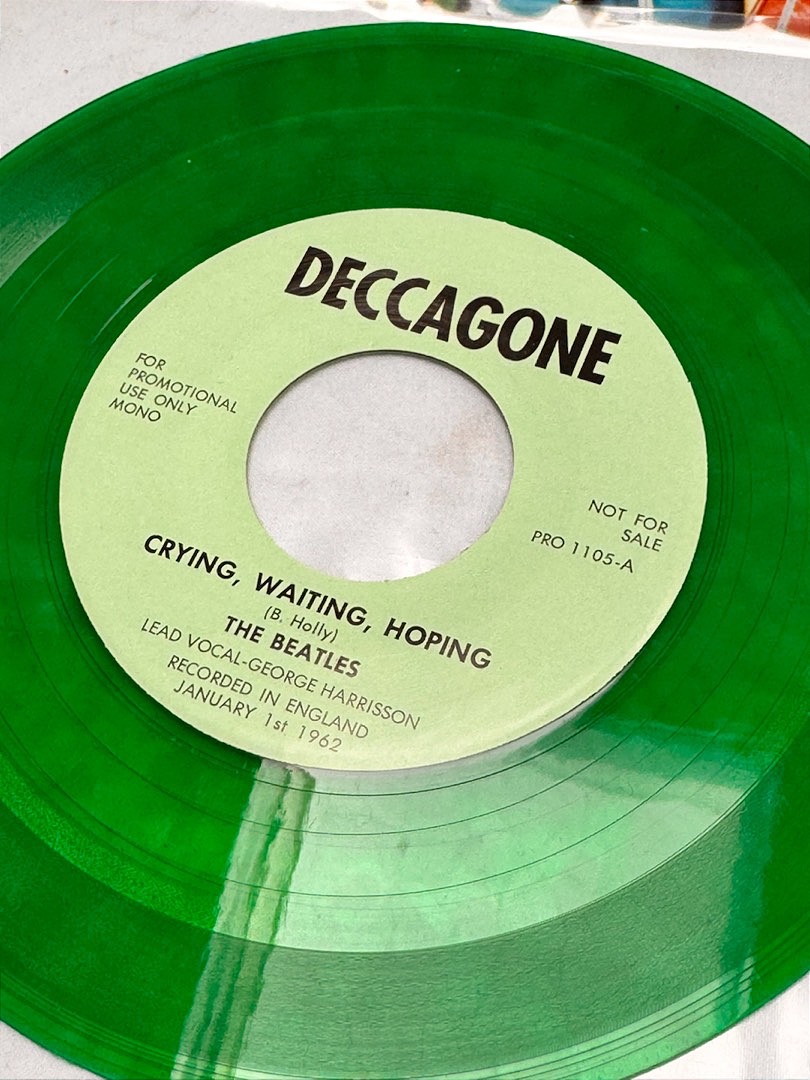 DECCAGONE
FOR
PROMOTIONAL
USE ONLY
MONO
NOT FOR
SALE
PRO 1105-A
CRYING, WAITING, HOPING
(B. Holly)
THE BEATLES
LEAD VOCAL-GEORGE HARRISSON
RECORDED IN ENGLAND
JANUARY 1st 1962